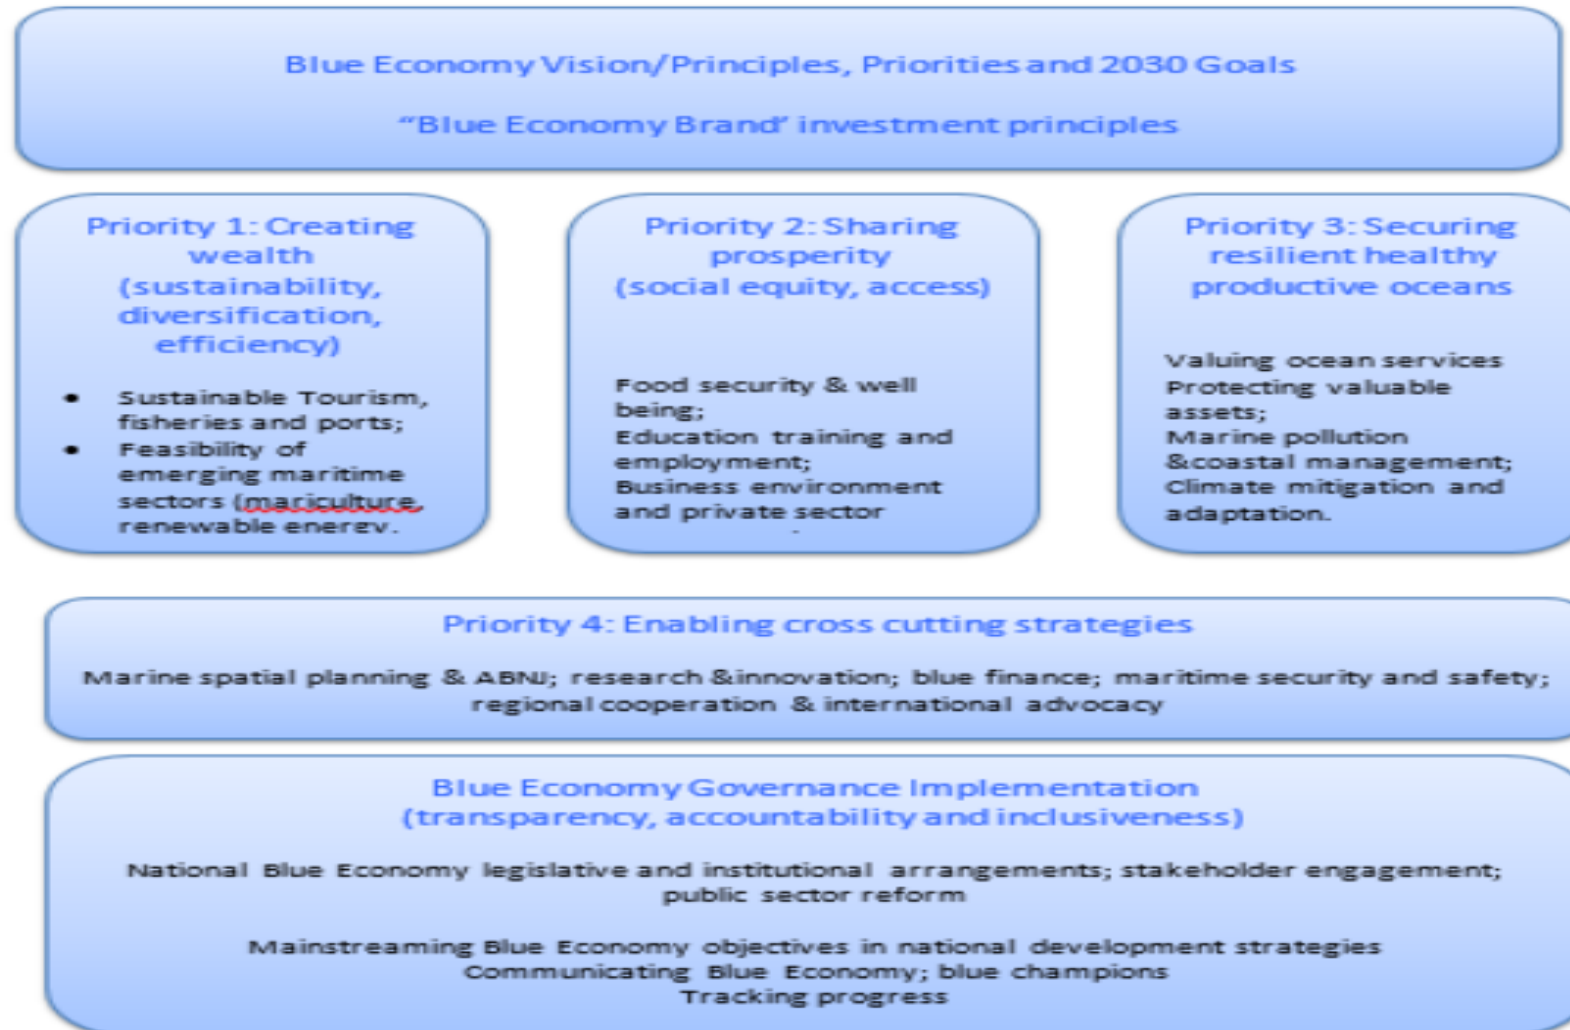 Blue Economy Vision/Principles, Priorities and 2030 Goals
“Blue Economy Brand’ investment principles
Priority 1: Creating
wealth
(sustainability,
diversification,
efficiency)
• Sustainable Tourism,
fisheries and ports;
• Feasibility of
emerging maritime
sectors (mariculture,
renewable energy.
Priority 2: Sharing
prosperity
(social equity, access)
Food security & well
being;
Education training and
employment;
Business environment
and private sector
Priority 3: Securing
resilient healthy
productive oceans
Valuing ocean services
Protecting valuable
assets;
Marine pollution
&coastal management;
Climate mitigation and
adaptation.
Priority 4: Enabling cross cutting strategies
Marine spatial planning & ABNJ; research &innovation; blue finance; maritime security and safety;
regional cooperation & international advocacy
Blue Economy Governance Implementation
(transparency, accountability and inclusiveness)
National Blue Economy legislative and institutional arrangements; stakeholder engagement;
public sector reform
Mainstreaming Blue Economy objectives in national development strategies
Communicating Blue Economy; blue champions
Tracking progress